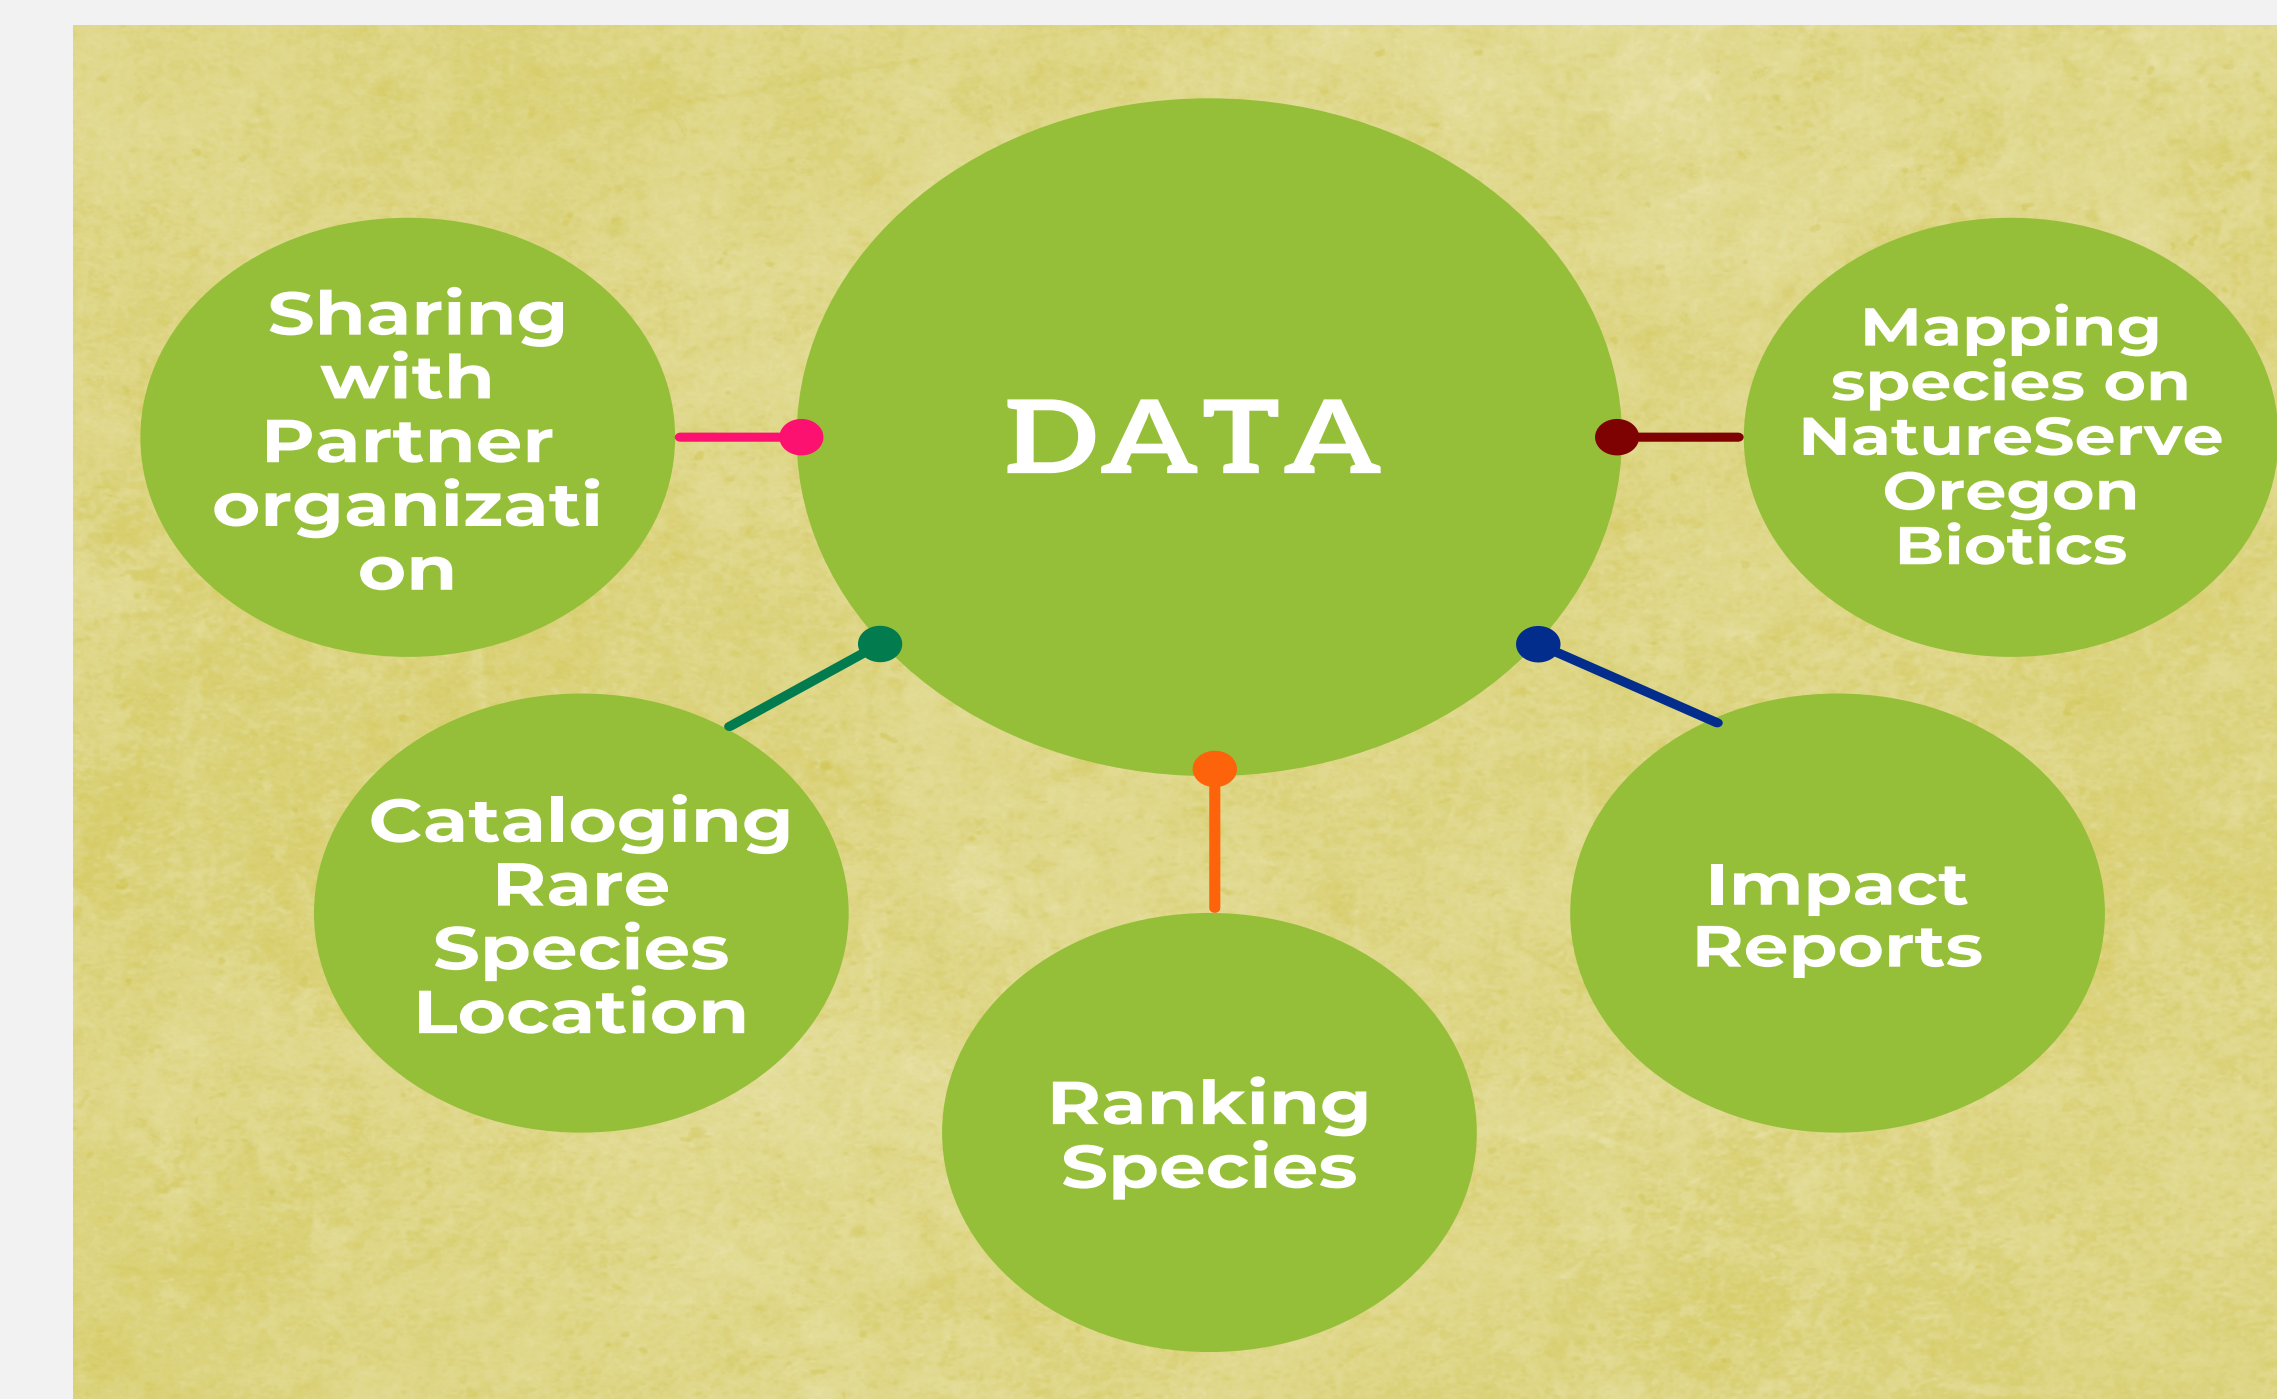 DATA
Sharing
with
Partner
organizati
on
Mapping
species on
NatureServe
Oregon
Biotics
Cataloging
Rare
Species
Location
Impact
Reports
Ranking
Species